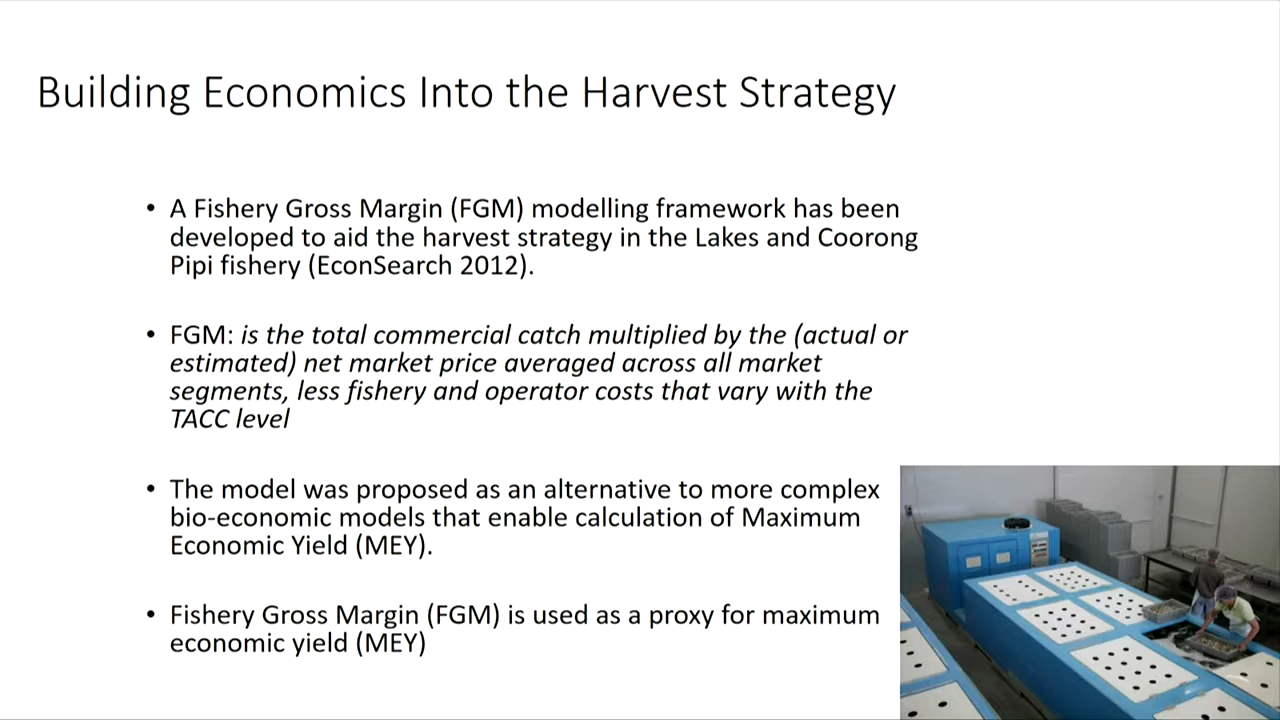 Building Economics Into the Harvest Strategy
• A Fishery Gross Margin (FGM) modelling framework has been
developed to aid the harvest strategy in the Lakes and Coorong
Pipi fishery (EconSearch 2012).
• FGM: is the total commercial catch multiplied by the (actual or
estimated) net market price averaged across all market
segments, less fishery and operator costs that vary with the
TACC level
• The model was proposed as an alternative to more complex
bio-economic models that enable calculation of Maximum
Economic Yield (MEY).
• Fishery Gross Margin (FGM) is used as a proxy for maximum
economic yield (MEY)